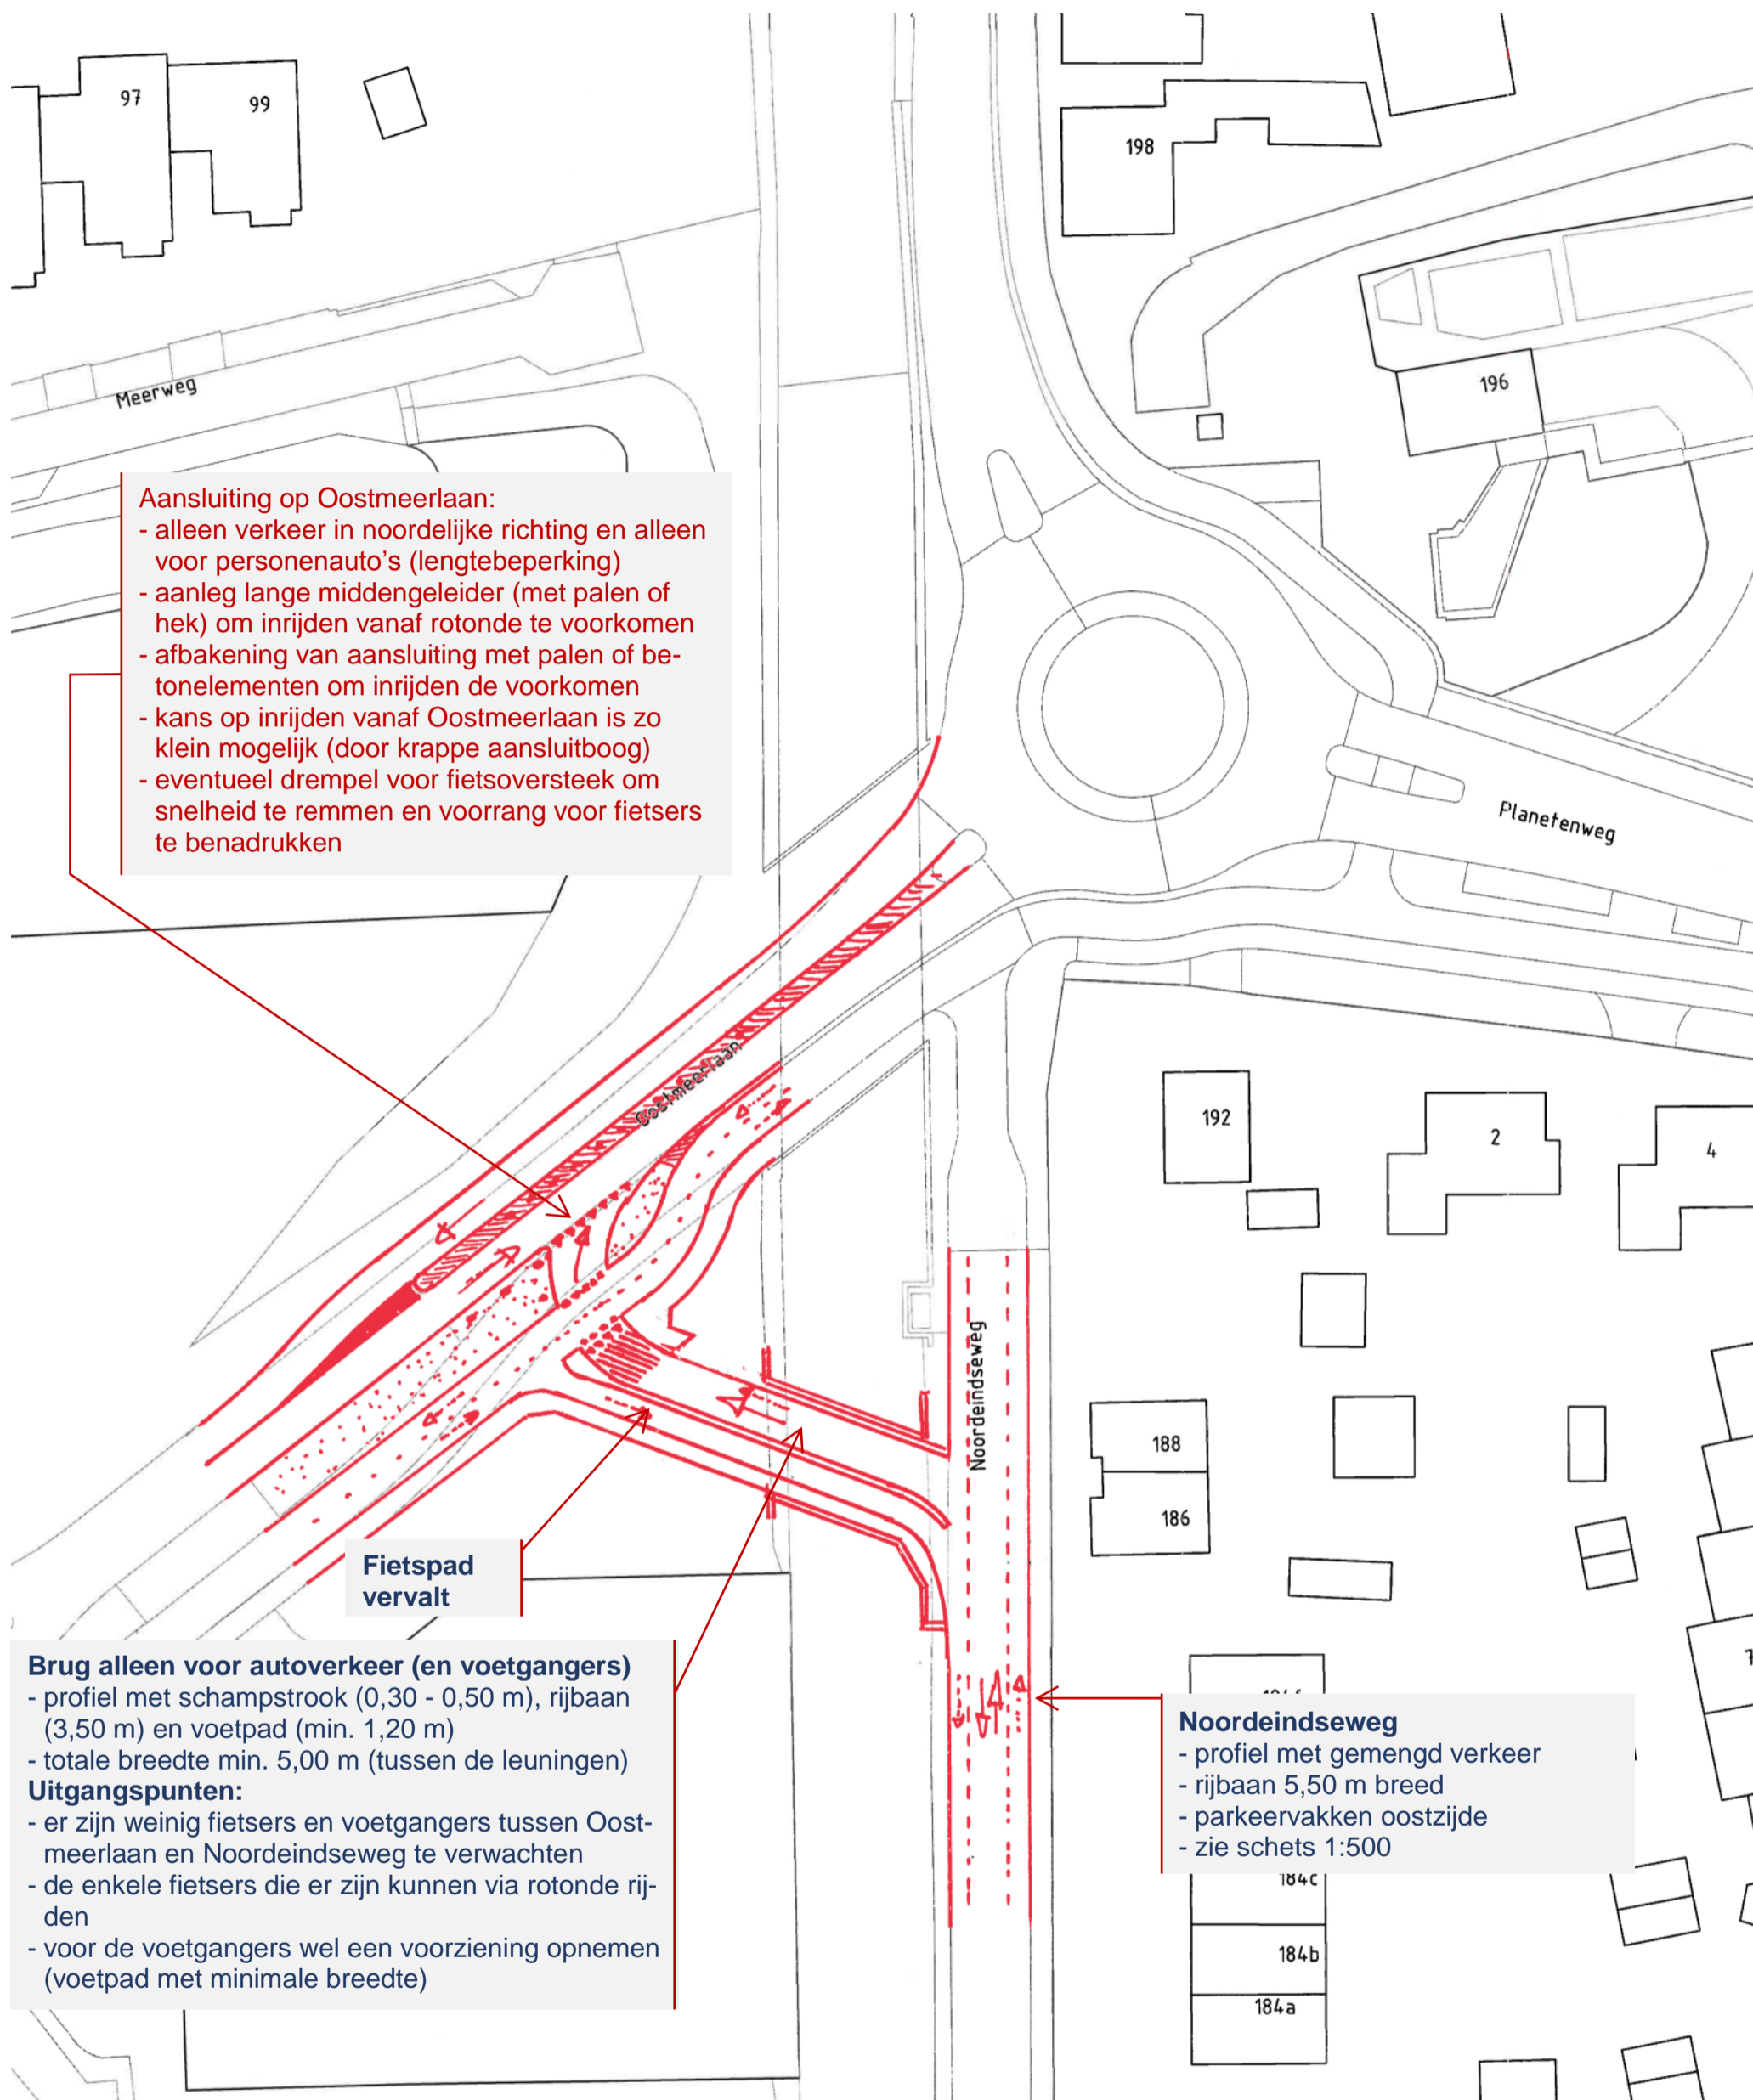 97
99
198
196
Meerweg
Aansluiting op Oostmeerlaan:
- alleen verkeer in noordelijke richting en alleen
voor personenauto's (lengtebeperking)
- aanleg lange middengeleider (met palen of
hek) om inrijden vanaf rotonde te voorkomen
- afbakening van aansluiting met palen of be-
tonelementen om inrijden de voorkomen
- kans op inrijden vanaf Oostmeerlaan is zo
klein mogelijk (door krappe aansluitboog)
- eventueel drempel voor fietsoversteek om
snelheid te remmen en voorrang voor fietsers
te benadrukken
Planetenweg
Oostmeerlaan
192
2
4
Noordeindseweg
188
186
Fietspad
vervalt
Brug alleen voor autoverkeer (en voetgangers)
- profiel met schampstrook (0,30 - 0,50 m), rijbaan
(3,50 m) en voetpad (min. 1,20 m)
- totale breedte min. 5,00 m (tussen de leuningen)
Uitgangspunten:
- er zijn weinig fietsers en voetgangers tussen Oost-
meerlaan en Noordeindseweg te verwachten
- de enkele fietsers die er zijn kunnen via rotonde rij-
den
- voor de voetgangers wel een voorziening opnemen
(voetpad met minimale breedte)
Noordeindseweg
- profiel met gemengd verkeer
- rijbaan 5,50 m breed
- parkeervakken oostzijde
- zie schets 1:500
184c
184b
184a